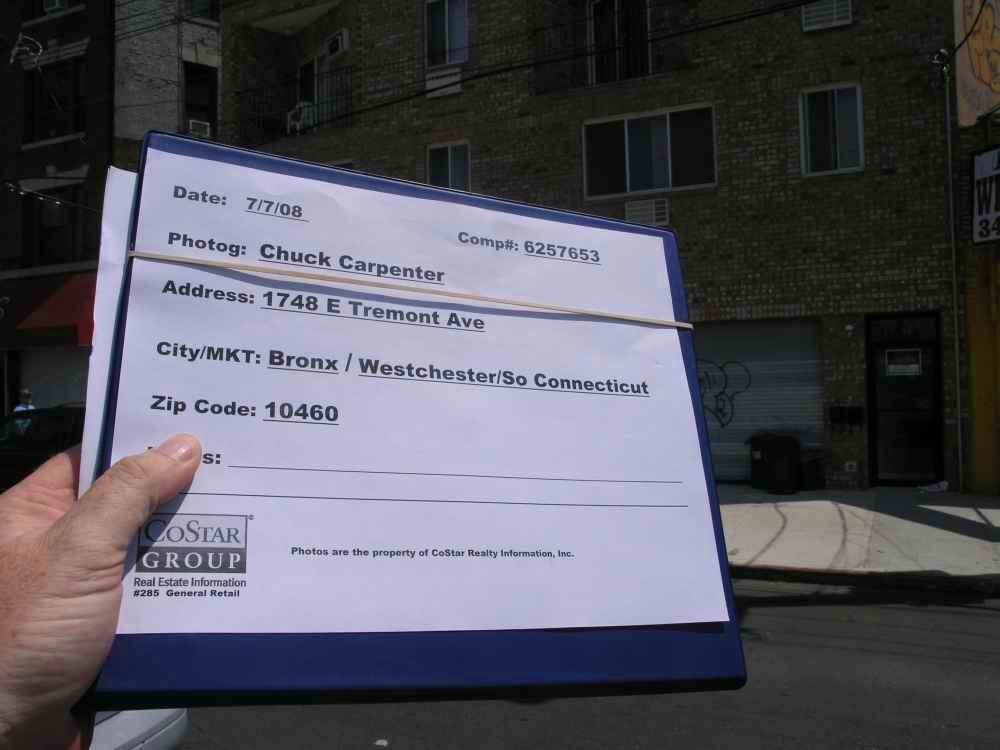 Date: 7/7/08
Comp#: 6257653
Photog: Chuck Carpenter
Address: 1748 E Tremont Ave
City/MKT: Bronx / Westchester/So Connecticut
Zip Code: 10460
s:
COSTAR®
GROUP
Real Estate Information
#285 General Retail
Photos are the property of CoStar Realty Information, Inc.
W
34